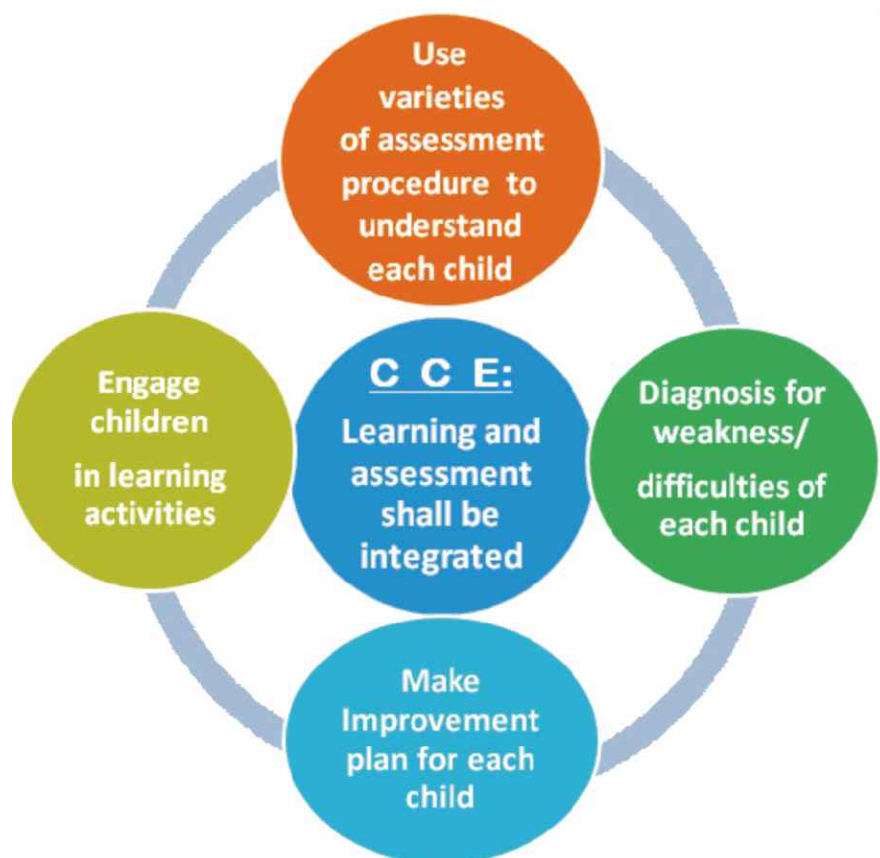 Use
varieties
of assessment
procedure to
understand
each child
Engage
children
in learning
activities
C C E:
Learning and
assessment
shall be
integrated
Diagnosis for
weakness/
difficulties of
each child
Make
Improvement
plan for each
child